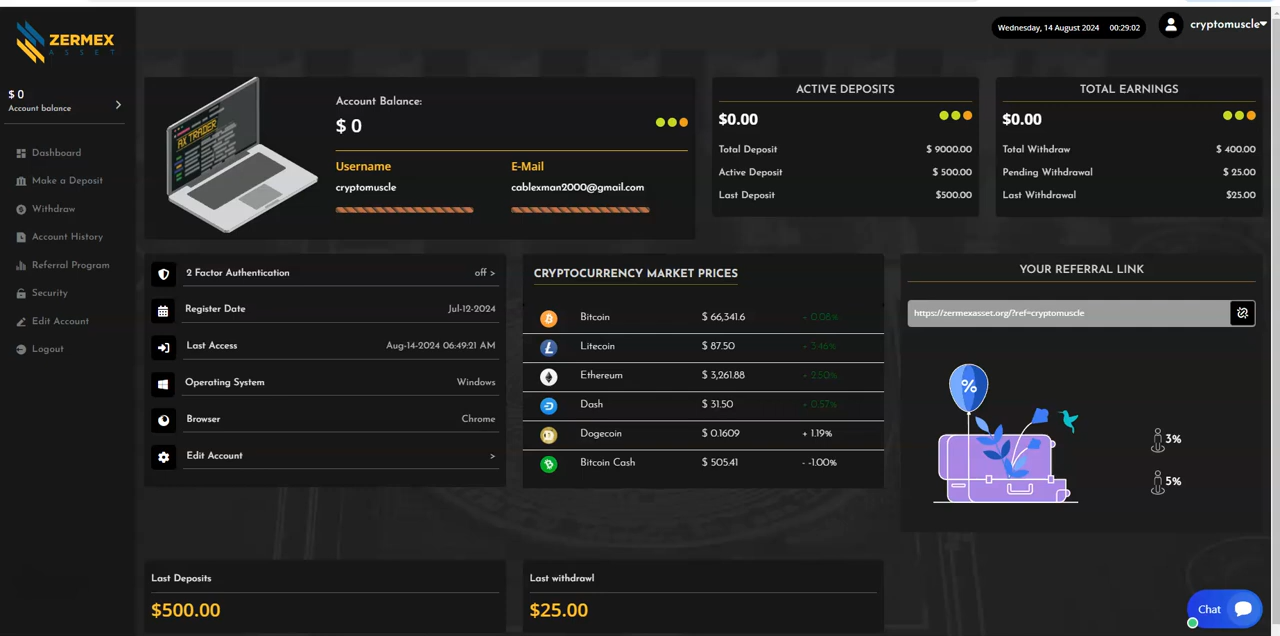 ZERMEX
ASSET
Wednesday, 14 August 2024 00:29:02
cryptomuscle
$ 0
Account balance
Dashboard
Make a Deposit
Withdraw
Account History
Referral Program
Security
Edit Account
Logout
AX TRADER
Account Balance:
$ 0
Username
E-Mail
cryptomuscle
cablexman2000@gmail.com
ACTIVE DEPOSITS
$0.00
Total Deposit $ 9000.00
Active Deposit $ 500.00
Last Deposit $500.00
TOTAL EARNINGS
$0.00
Total Withdraw $ 400.00
Pending Withdrawal $ 25.00
Last Withdrawal $25.00
2 Factor Authentication off >
Register Date Jul-12-2024
Last Access Aug-14-2024 06:49:21 AM
Operating System Windows
Browser Chrome
Edit Account >
CRYPTOCURRENCY MARKET PRICES
Bitcoin $ 66,341.6 + 0.08%
Litecoin $ 87.50 + 3.46%
Ethereum $ 3,261.88 + 2.50%
Dash $ 31.50 + 0.57%
Dogecoin $ 0.1609 + 1.19%
Bitcoin Cash $ 505.41 - -1.00%
YOUR REFERRAL LINK
https://zermexasset.org/?ref=cryptomuscle
%
3%
5%
Last Deposits
$500.00
Last withdrawl
$25.00
Chat